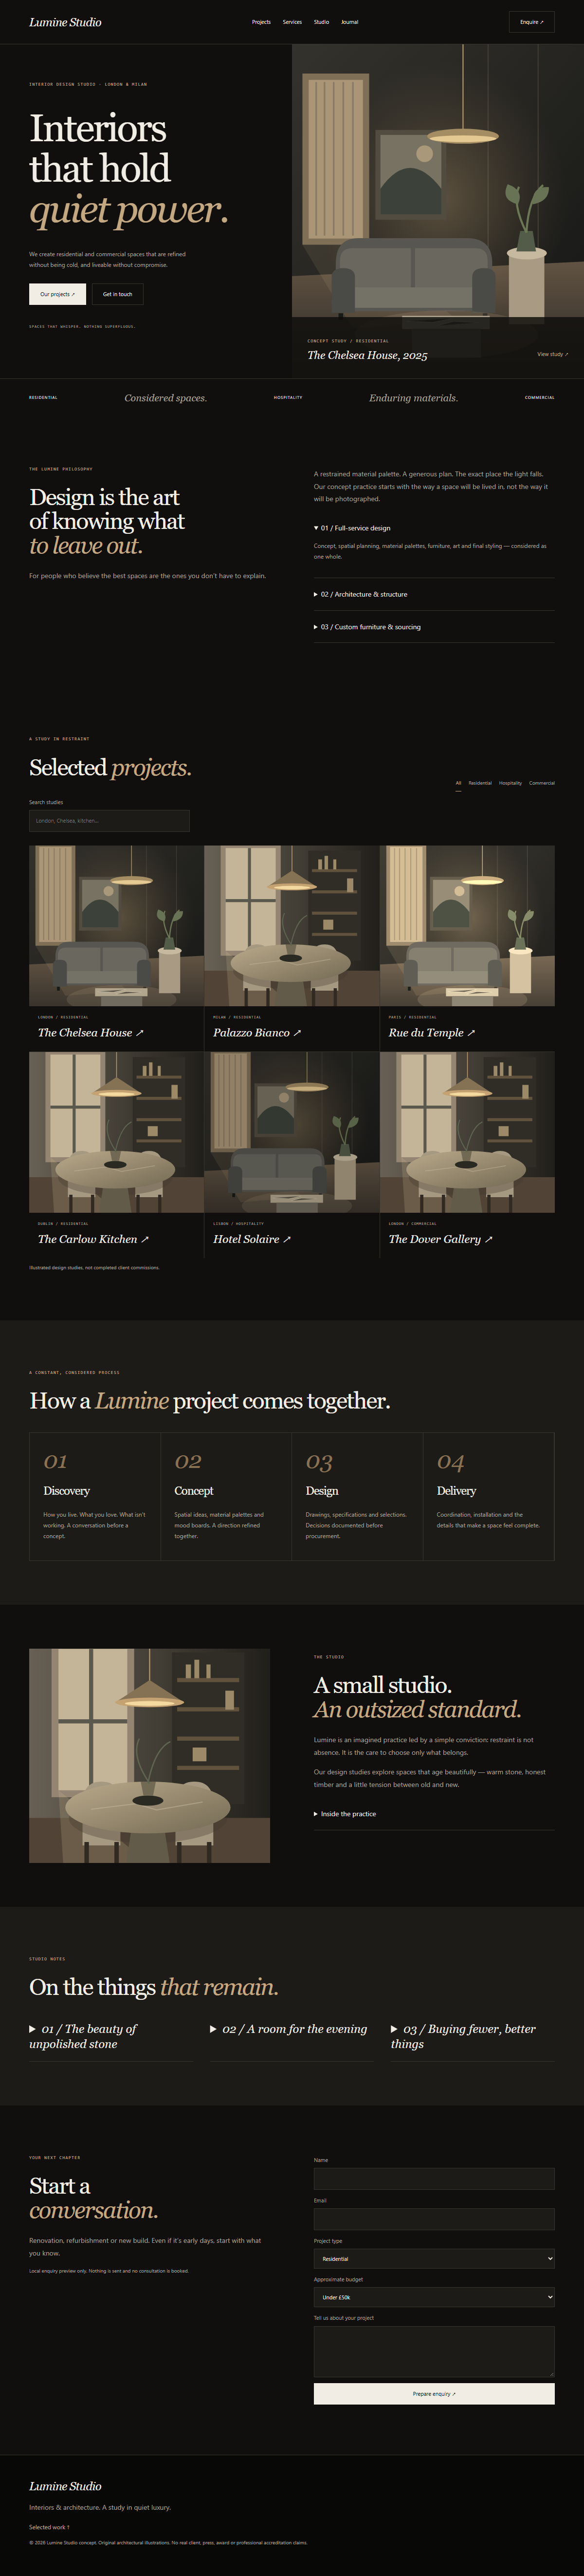 Lumine Studio
Projects Services Studio Journal
Enquire ↗
INTERIOR DESIGN STUDIO · LONDON & MILAN
Interiors
that hold
quiet power.
We create residential and commercial spaces that are refined
without being cold, and liveable without compromise.
Our projects ↗ Get in touch
SPACES THAT WHISPER. NOTHING SUPERFLUOUS.
CONCEPT STUDY / RESIDENTIAL
The Chelsea House, 2025
View study ↗
RESIDENTIAL Considered spaces. HOSPITALITY Enduring materials. COMMERCIAL
THE LUMINE PHILOSOPHY
Design is the art
of knowing what
to leave out.
For people who believe the best spaces are the ones you don't have to explain.
A restrained material palette. A generous plan. The exact place the light falls.
Our concept practice starts with the way a space will be lived in, not the way it
will be photographed.
▼ 01 / Full-service design
Concept, spatial planning, material palettes, furniture, art and final styling — considered as
one whole.
▶ 02 / Architecture & structure
▶ 03 / Custom furniture & sourcing
A STUDY IN RESTRAINT
Selected projects.
All Residential Hospitality Commercial
Search studies
London, Chelsea, kitchen...
LONDON / RESIDENTIAL
The Chelsea House ↗
MILAN / RESIDENTIAL
Palazzo Bianco ↗
PARIS / RESIDENTIAL
Rue du Temple ↗
DUBLIN / RESIDENTIAL
The Carlow Kitchen ↗
LISBON / HOSPITALITY
Hotel Solaire ↗
LONDON / COMMERCIAL
The Dover Gallery ↗
Illustrated design studies, not completed client commissions.
A CONSTANT, CONSIDERED PROCESS
How a Lumine project comes together.
01
Discovery
How you live. What you love. What isn't
working. A conversation before a
concept.
02
Concept
Spatial ideas, material palettes and
mood boards. A direction refined
together.
03
Design
Drawings, specifications and selections.
Decisions documented before
procurement.
04
Delivery
Coordination, installation and the
details that make a space feel complete.
THE STUDIO
A small studio.
An outsized standard.
Lumine is an imagined practice led by a simple conviction: restraint is not
absence. It is the choice to choose only what belongs.
Our design studies explore spaces that age beautifully — warm stone, honest
timber and a little tension between old and new.
▶ Inside the practice
STUDIO NOTES
On the things that remain.
▶ 01 / The beauty of
unpolished stone
▶ 02 / A room for the evening
▶ 03 / Buying fewer, better
things
YOUR NEXT CHAPTER
Start a
conversation.
Renovation, refurbishment or new build. Even if it's early days, start with what
you know.
Local enquiry preview only. Nothing is sent and no consultation is booked.
Name
Email
Project type
Residential
Approximate budget
Under £50k
Tell us about your project
Prepare enquiry ↗
Lumine Studio
Interiors & architecture. A study in quiet luxury.
Selected work ↑
© 2026 Lumine Studio concept. Original architectural illustrations. No real client, press, award or professional accreditation claims.